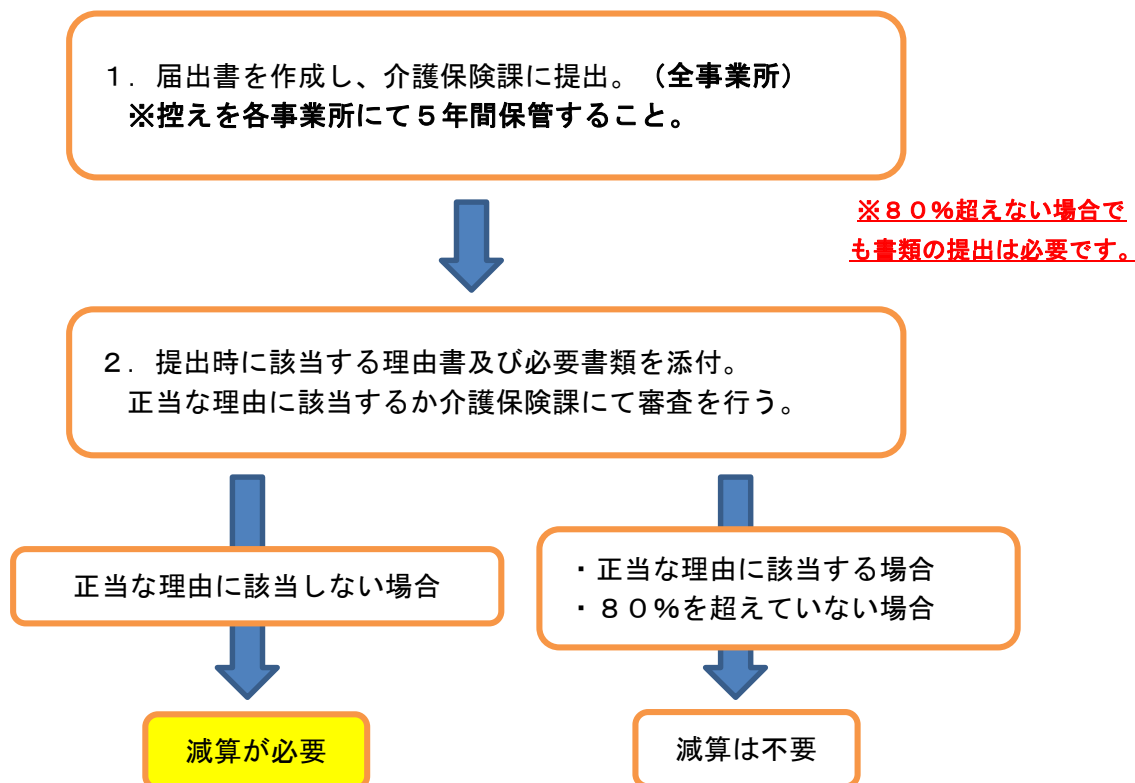 １．届出書を作成し、介護保険課に提出。（全事業所）
※控えを各事業所にて５年間保管すること。
※８０％超えない場合で
も書類の提出は必要です。
２．提出時に該当する理由書及び必要書類を添付。
正当な理由に該当するか介護保険課にて審査を行う。
正当な理由に該当しない場合
・正当な理由に該当する場合
・８０％を超えていない場合
減算が必要
減算は不要